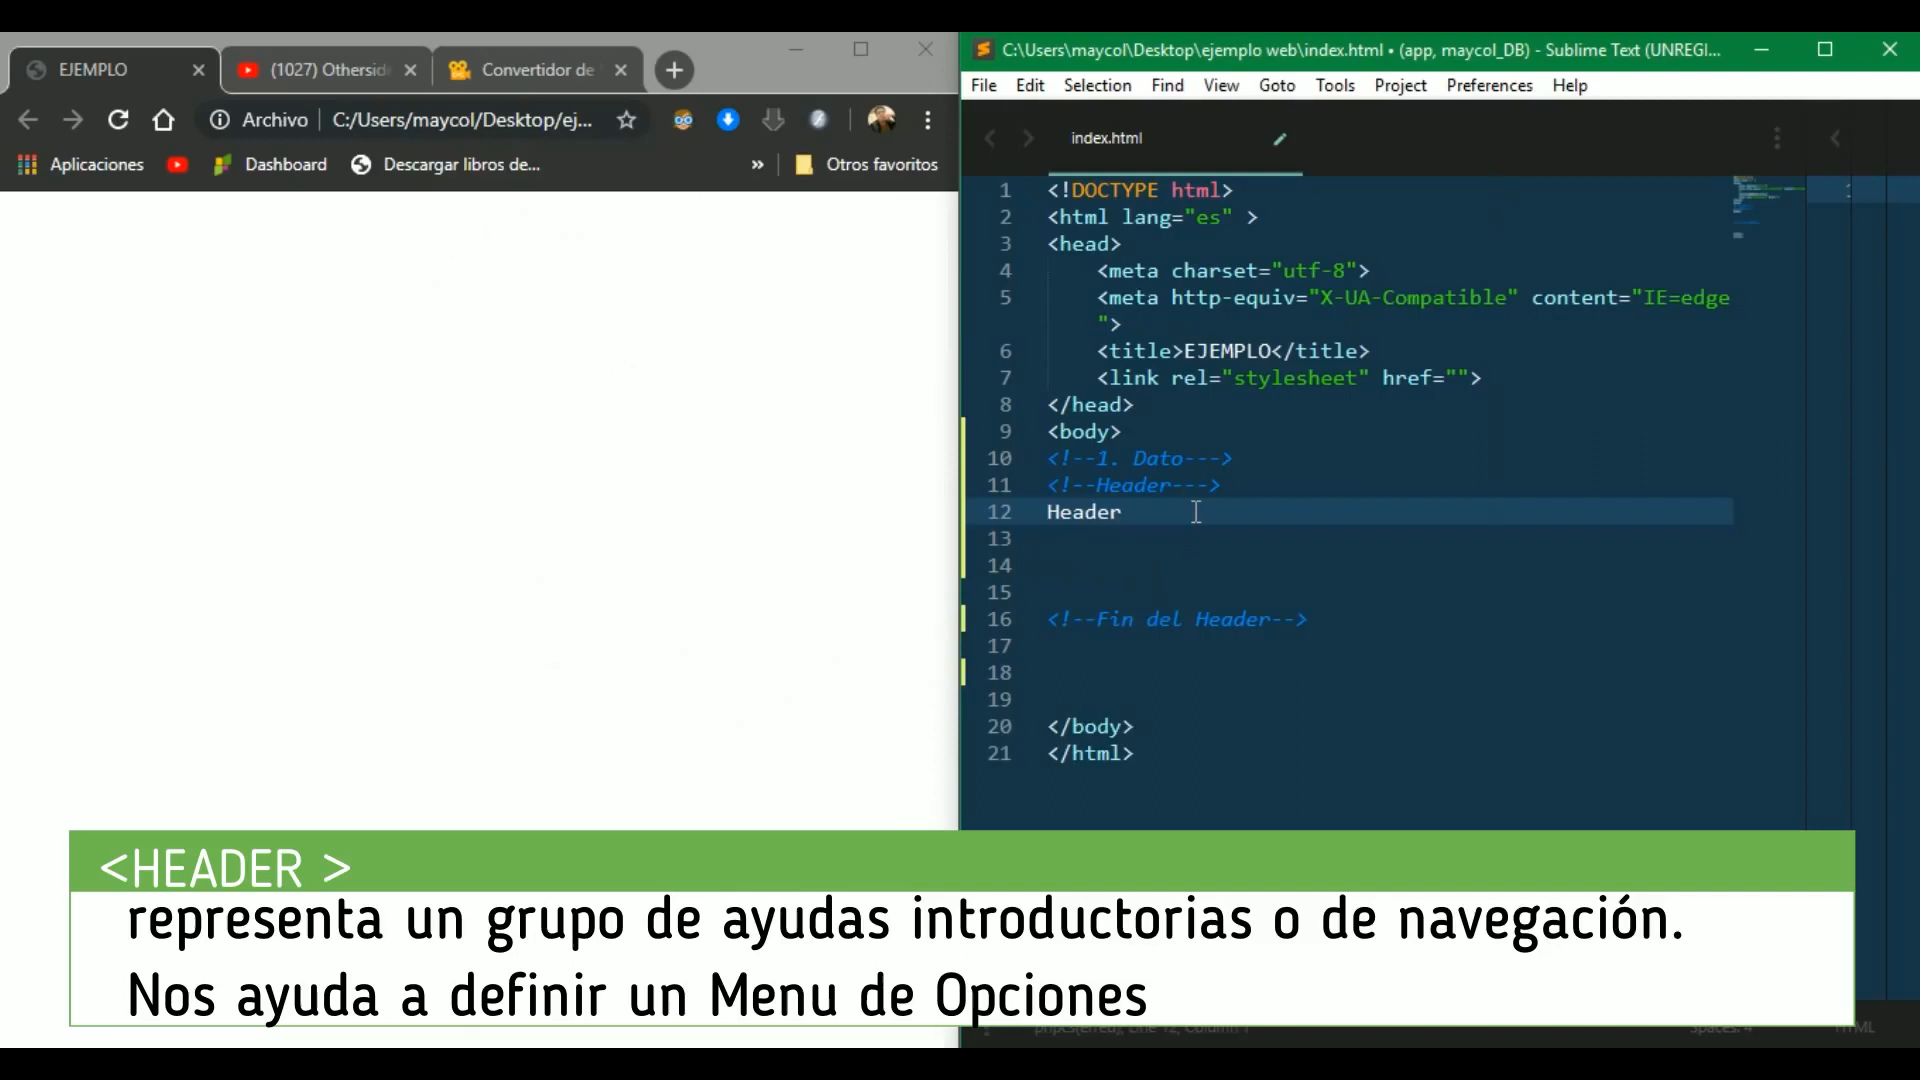 EJEMPLO
(1027) Othersid
Convertidor de
Archivo
C:/Users/maycol/Desktop/ej...
Aplicaciones
Dashboard
Descargar libros de...
»
Otros favoritos
C:\Users\maycol\Desktop\ejemplo web\index.html • (app, maycol_DB) - Sublime Text (UNREGI...
File Edit Selection Find View Goto Tools Project Preferences Help
index.html
1 <!DOCTYPE html>
2 <html lang="es" >
3 <head>
4 <meta charset="utf-8">
5 <meta http-equiv="X-UA-Compatible" content="IE=edge
">
6 <title>EJEMPLO</title>
7 <link rel="stylesheet" href="">
8 </head>
9 <body>
10 <!--1. Dato--->
11 <!--Header--->
12 Header
13
14
15
16 <!--Fin del Header-->
17
18
19
20 </body>
21 </html>
<HEADER >
representa un grupo de ayudas introductorias o de navegación.
Nos ayuda a definir un Menu de Opciones